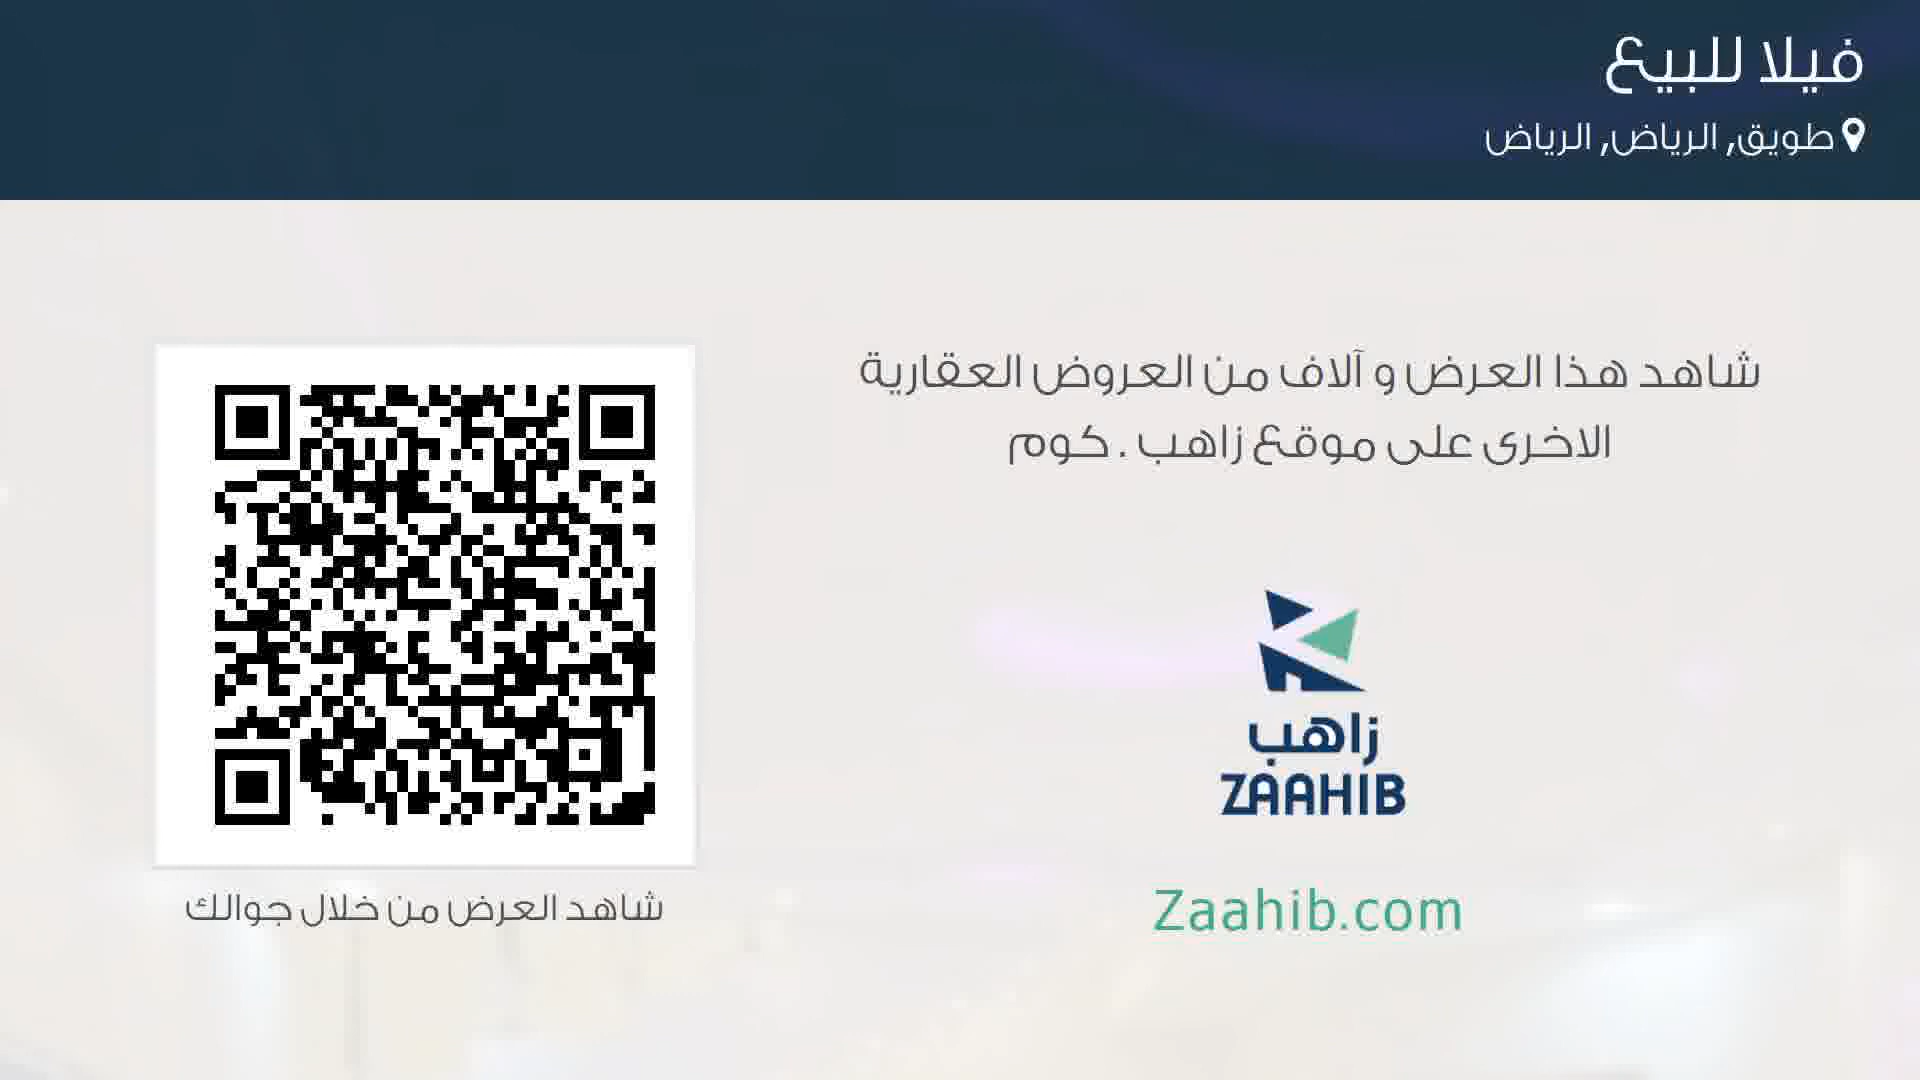 فيلا للبيع
طويق, الرياض, الرياض
شاهد هذا العرض و آلاف من العروض العقارية
الاخرى على موقع زاهب . كوم
زاهب
ZAAHIB
Zaahib.com
شاهد العرض من خلال جوالك